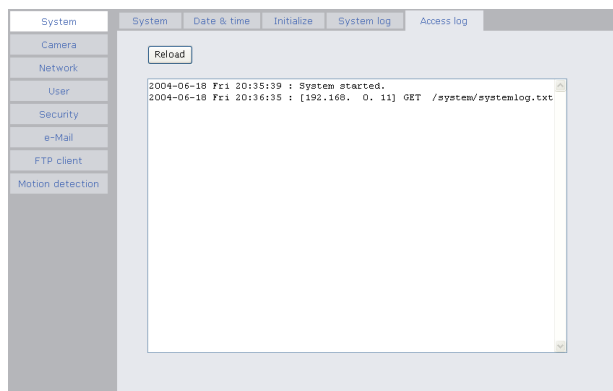 System
Camera
Network
User
Security
e-Mail
FTP client
Motion detection
System Date & time Initialize System log Access log
Reload
2004-06-18 Fri 20:35:39 : System started.
2004-06-18 Fri 20:36:35 : [192.168.  0. 11] GET  /system/systemlog.txt